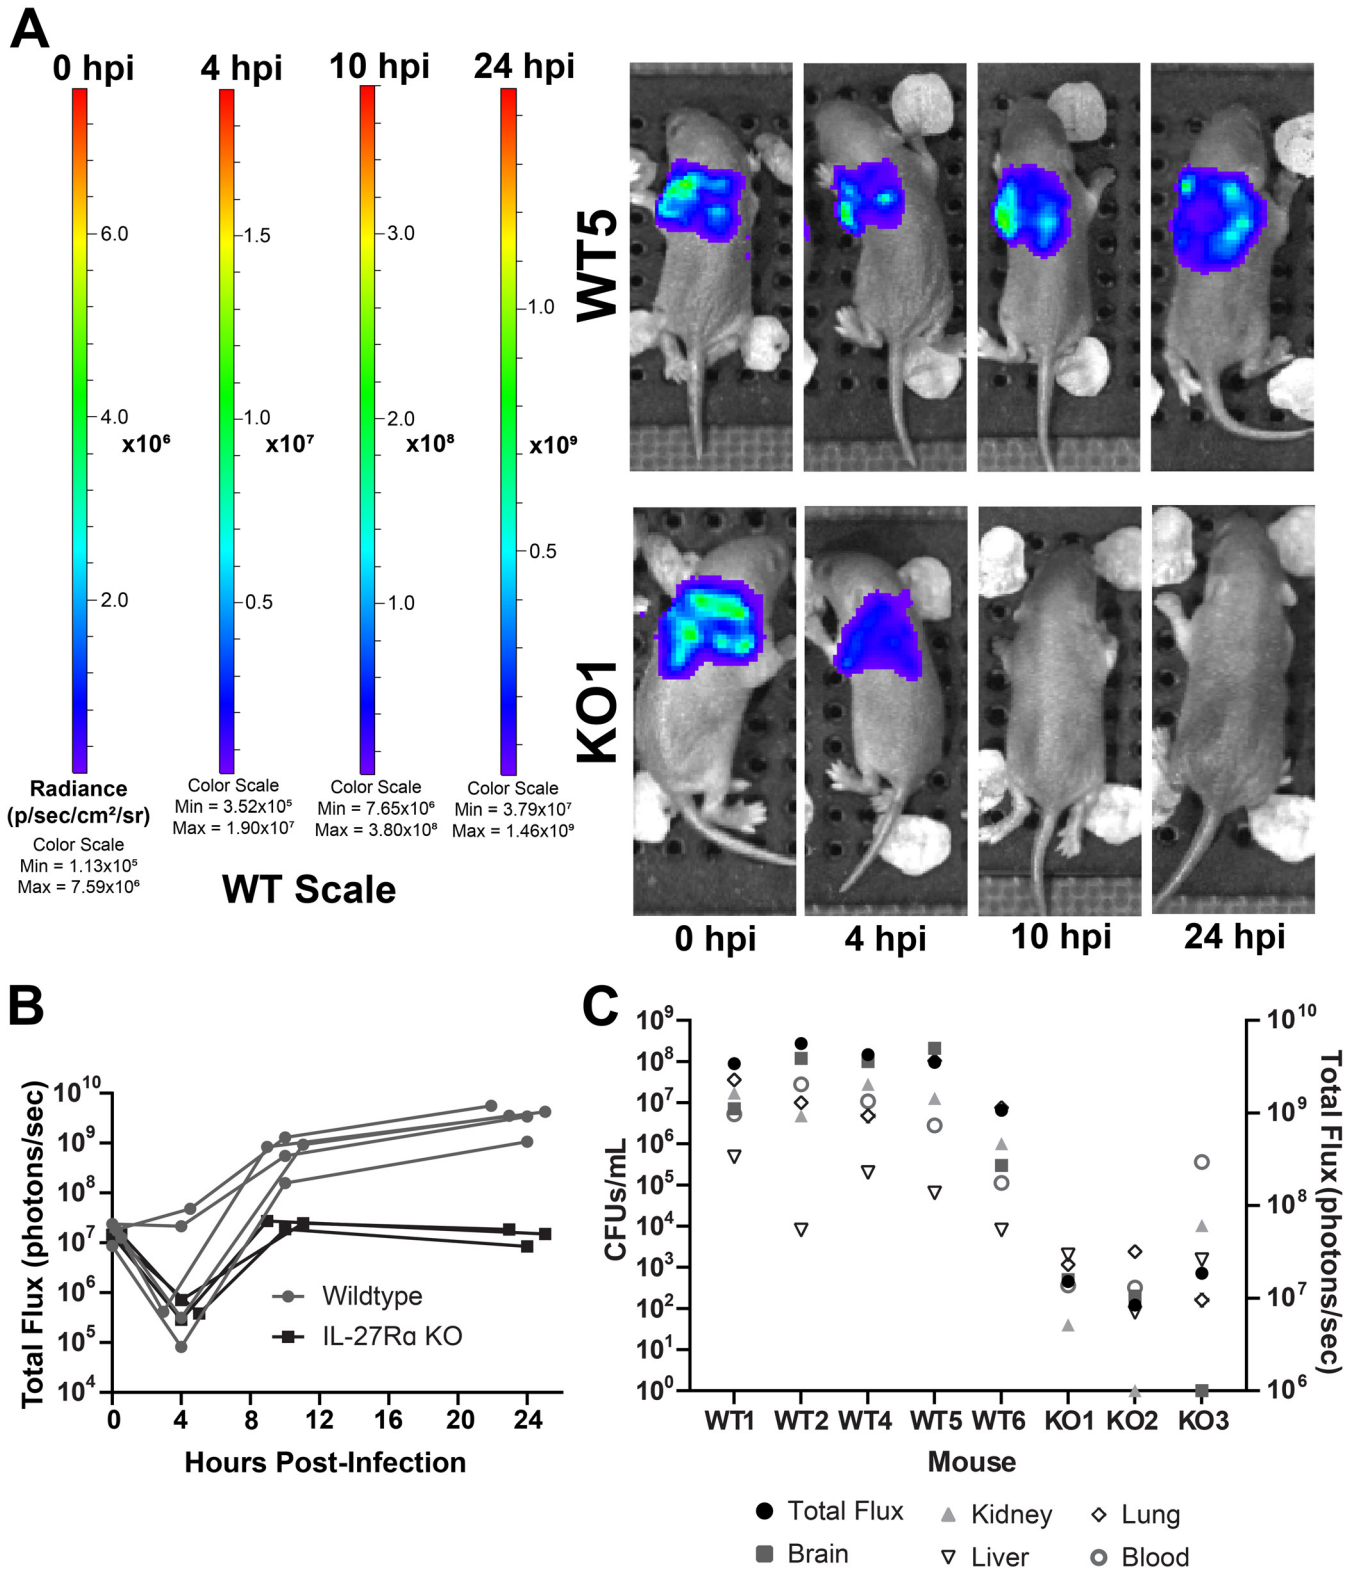 A
0 hpi
4 hpi
10 hpi
24 hpi
6.0
4.0
2.0
x10⁶
1.5
1.0
0.5
x10⁷
3.0
2.0
1.0
x10⁸
1.0
0.5
x10⁹
Radiance
(p/sec/cm²/sr)
Color Scale
Min = 1.13x10⁵
Max = 7.59x10⁶
Color Scale
Min = 3.52x10⁵
Max = 1.90x10⁷
Color Scale
Min = 7.65x10⁶
Max = 3.80x10⁸
Color Scale
Min = 3.79x10⁷
Max = 1.46x10⁹
WT Scale
WT5
KO1
0 hpi
4 hpi
10 hpi
24 hpi
B
Total Flux (photons/sec)
10¹⁰
10⁹
10⁸
10⁷
10⁶
10⁵
10⁴
0 4 8 12 16 20 24
Hours Post-Infection
Wildtype
IL-27Rα KO
C
CFUs/mL
10⁹
10⁸
10⁷
10⁶
10⁵
10⁴
10³
10²
10¹
10⁰
10¹⁰
10⁹
10⁸
10⁷
10⁶
Total Flux (photons/sec)
WT1 WT2 WT4 WT5 WT6 KO1 KO2 KO3
Mouse
Total Flux Kidney Lung
Brain Liver Blood